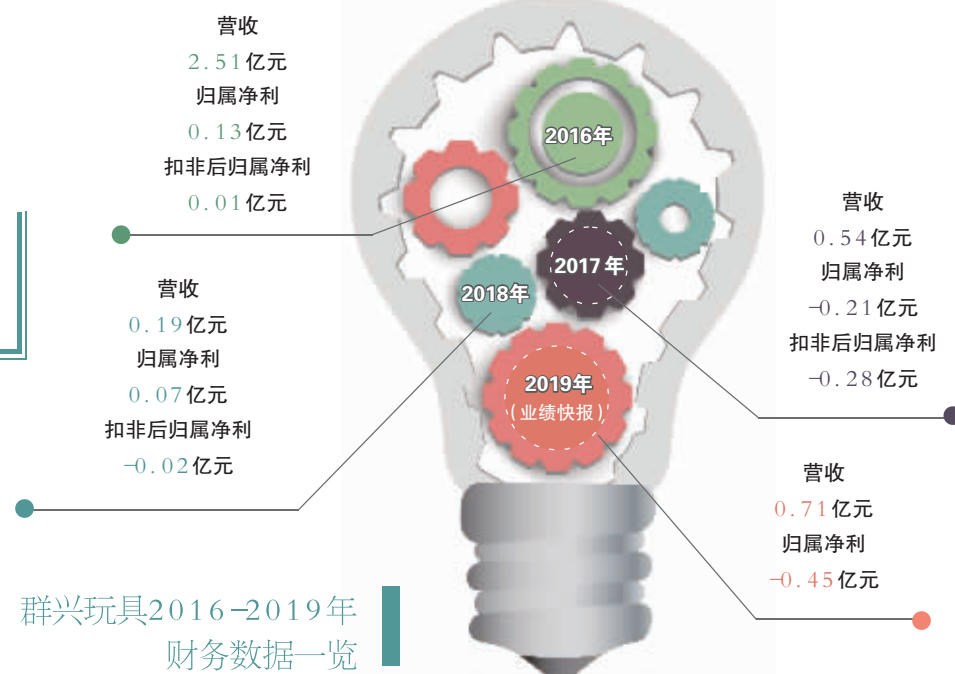 营收
2.51亿元
归属净利
0.13亿元
扣非后归属净利
0.01亿元
2016年
2017年
2018年
2019年
(业绩快报)
营收
0.54亿元
归属净利
-0.21亿元
扣非后归属净利
-0.28亿元
营收
0.19亿元
归属净利
0.07亿元
扣非后归属净利
-0.02亿元
营收
0.71亿元
归属净利
-0.45亿元
群兴玩具2016-2019年
财务数据一览